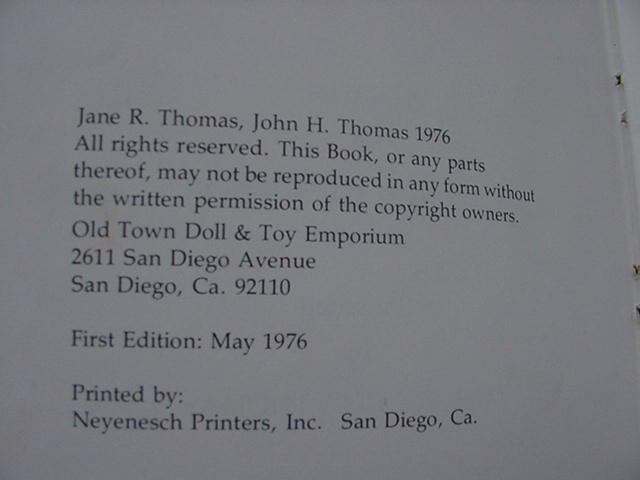 Jane R. Thomas, John H. Thomas 1976
All rights reserved. This Book, or any parts
thereof, may not be reproduced in any form without
the written permission of the copyright owners.
Old Town Doll & Toy Emporium
2611 San Diego Avenue
San Diego, Ca. 92110
First Edition: May 1976
Printed by:
Neyenesch Printers, Inc. San Diego, Ca.